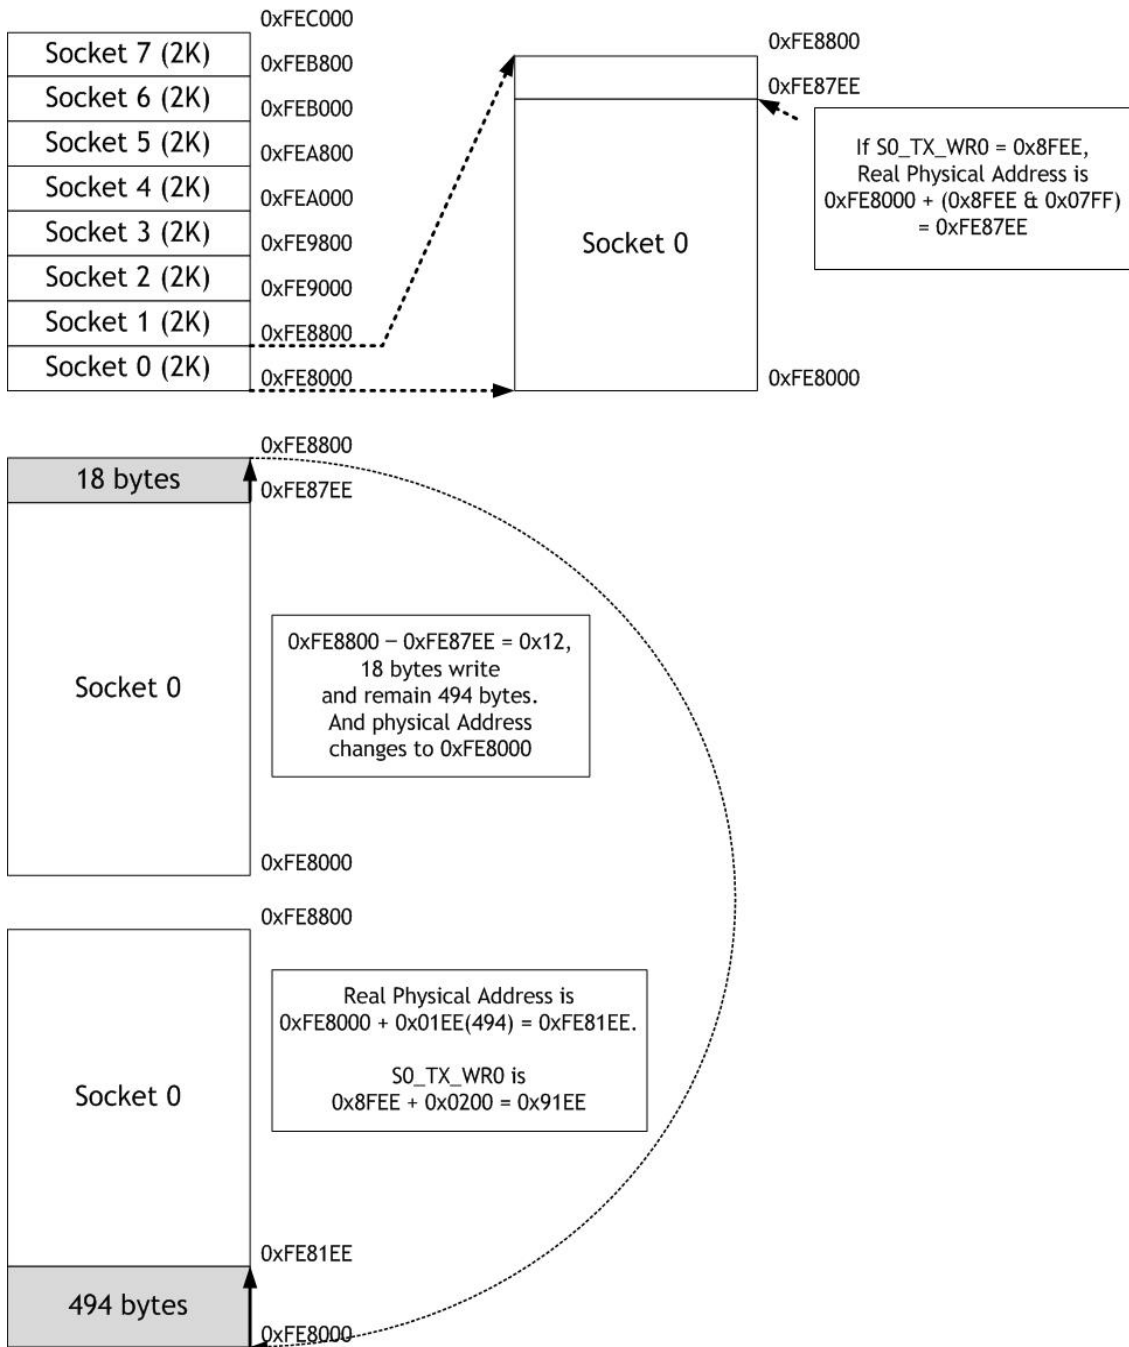 0xFEC000
Socket 7 (2K)
0xFEB800
Socket 6 (2K)
0xFEB000
Socket 5 (2K)
0xFEA800
Socket 4 (2K)
0xFEA000
Socket 3 (2K)
0xFE9800
Socket 2 (2K)
0xFE9000
Socket 1 (2K)
0xFE8800
Socket 0 (2K)
0xFE8000
0xFE8800
0xFE87EE
Socket 0
0xFE8000
If S0_TX_WR0 = 0x8FEE,
Real Physical Address is
0xFE8000 + (0x8FEE & 0x07FF)
= 0xFE87EE
0xFE8800
18 bytes
0xFE87EE
Socket 0
0xFE8800 – 0xFE87EE = 0x12,
18 bytes write
and remain 494 bytes.
And physical Address
changes to 0xFE8000
0xFE8000
0xFE8800
Socket 0
Real Physical Address is
0xFE8000 + 0x01EE(494) = 0xFE81EE.
S0_TX_WR0 is
0x8FEE + 0x0200 = 0x91EE
0xFE81EE
494 bytes
0xFE8000